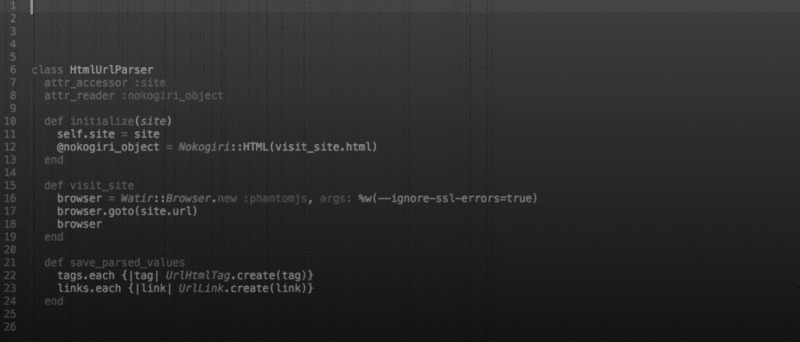 1
2
3
4
5
6 class HtmlUrlParser
7   attr_accessor :site
8   attr_reader :nokogiri_object
9
10   def initialize(site)
11     self.site = site
12     @nokogiri_object = Nokogiri::HTML(visit_site.html)
13   end
14
15   def visit_site
16     browser = Watir::Browser.new :phantomjs, args: %w(--ignore-ssl-errors=true)
17     browser.goto(site.url)
18     browser
19   end
20
21   def save_parsed_values
22     tags.each {|tag| UrlHtmlTag.create(tag)}
23     links.each {|link| UrlLink.create(link)}
24   end
25
26